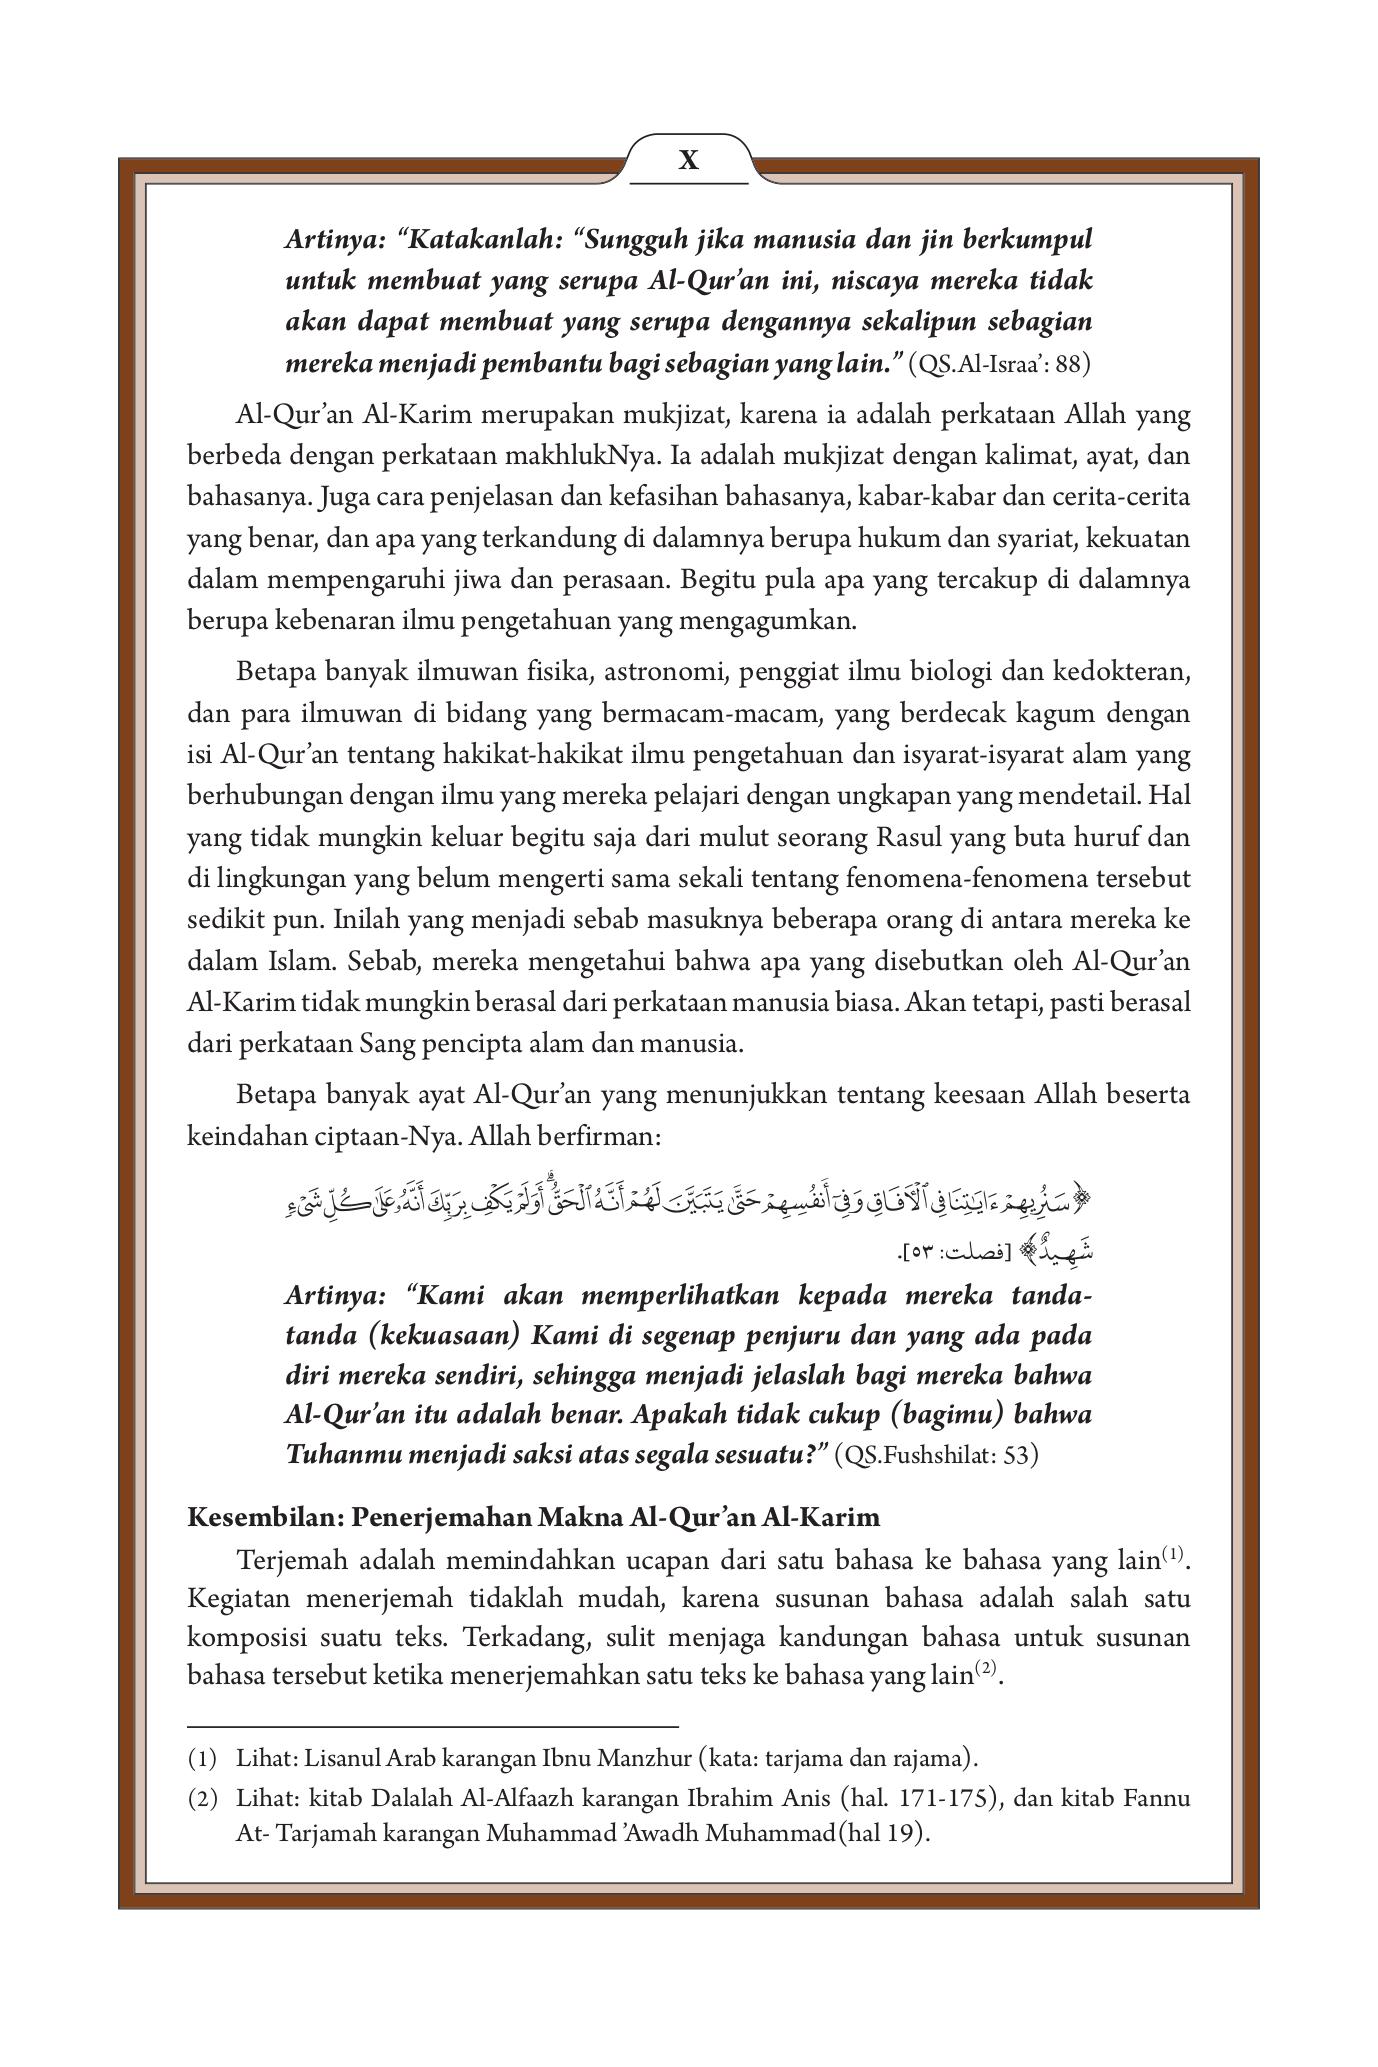 X
Artinya: “Katakanlah: “Sungguh jika manusia dan jin berkumpul
untuk membuat yang serupa Al-Qur’an ini, niscaya mereka tidak
akan dapat membuat yang serupa dengannya sekalipun sebagian
mereka menjadi pembantu bagi sebagian yang lain.” (QS.Al-Israa’: 88)
Al-Qur’an Al-Karim merupakan mukjizat, karena ia adalah perkataan Allah yang
berbeda dengan perkataan makhlukNya. Ia adalah mukjizat dengan kalimat, ayat, dan
bahasanya. Juga cara penjelasan dan kefasihan bahasanya, kabar-kabar dan cerita-cerita
yang benar, dan apa yang terkandung di dalamnya berupa hukum dan syariat, kekuatan
dalam mempengaruhi jiwa dan perasaan. Begitu pula apa yang tercakup di dalamnya
berupa kebenaran ilmu pengetahuan yang mengagumkan.
Betapa banyak ilmuwan fisika, astronomi, penggiat ilmu biologi dan kedokteran,
dan para ilmuwan di bidang yang bermacam-macam, yang berdecak kagum dengan
isi Al-Qur’an tentang hakikat-hakikat ilmu pengetahuan dan isyarat-isyarat alam yang
berhubungan dengan ilmu yang mereka pelajari dengan ungkapan yang mendetail. Hal
yang tidak mungkin keluar begitu saja dari mulut seorang Rasul yang buta huruf dan
di lingkungan yang belum mengerti sama sekali tentang fenomena-fenomena tersebut
sedikit pun. Inilah yang menjadi sebab masuknya beberapa orang di antara mereka ke
dalam Islam. Sebab, mereka mengetahui bahwa apa yang disebutkan oleh Al-Qur’an
Al-Karim tidak mungkin berasal dari perkataan manusia biasa. Akan tetapi, pasti berasal
dari perkataan Sang pencipta alam dan manusia.
Betapa banyak ayat Al-Qur’an yang menunjukkan tentang keesaan Allah beserta
keindahan ciptaan-Nya. Allah berfirman:
﴿سَنُرِيهِمْ ءَايَٰتِنَا فِى ٱلْءَافَاقِ وَفِىٓ أَنفُسِهِمْ حَتَّىٰ يَتَبَيَّنَ لَهُمْ أَنَّهُ ٱلْحَقُّ ۗ أَوَلَمْ يَكْفِ بِرَبِّكَ أَنَّهُۥ عَلَىٰ كُلِّ شَىْءٍ
شَهِيدٌ﴾ [فصلت: ٥٣].
Artinya: “Kami akan memperlihatkan kepada mereka tanda-
tanda (kekuasaan) Kami di segenap penjuru dan yang ada pada
diri mereka sendiri, sehingga menjadi jelaslah bagi mereka bahwa
Al-Qur’an itu adalah benar. Apakah tidak cukup (bagimu) bahwa
Tuhanmu menjadi saksi atas segala sesuatu?” (QS.Fushshilat: 53)
Kesembilan: Penerjemahan Makna Al-Qur’an Al-Karim
Terjemah adalah memindahkan ucapan dari satu bahasa ke bahasa yang lain(1).
Kegiatan menerjemah tidaklah mudah, karena susunan bahasa adalah salah satu
komposisi suatu teks. Terkadang, sulit menjaga kandungan bahasa untuk susunan
bahasa tersebut ketika menerjemahkan satu teks ke bahasa yang lain(2).
(1) Lihat: Lisanul Arab karangan Ibnu Manzhur (kata: tarjama dan rajama).
(2) Lihat: kitab Dalalah Al-Alfaazh karangan Ibrahim Anis (hal. 171-175), dan kitab Fannu
At- Tarjamah karangan Muhammad ’Awadh Muhammad(hal 19).